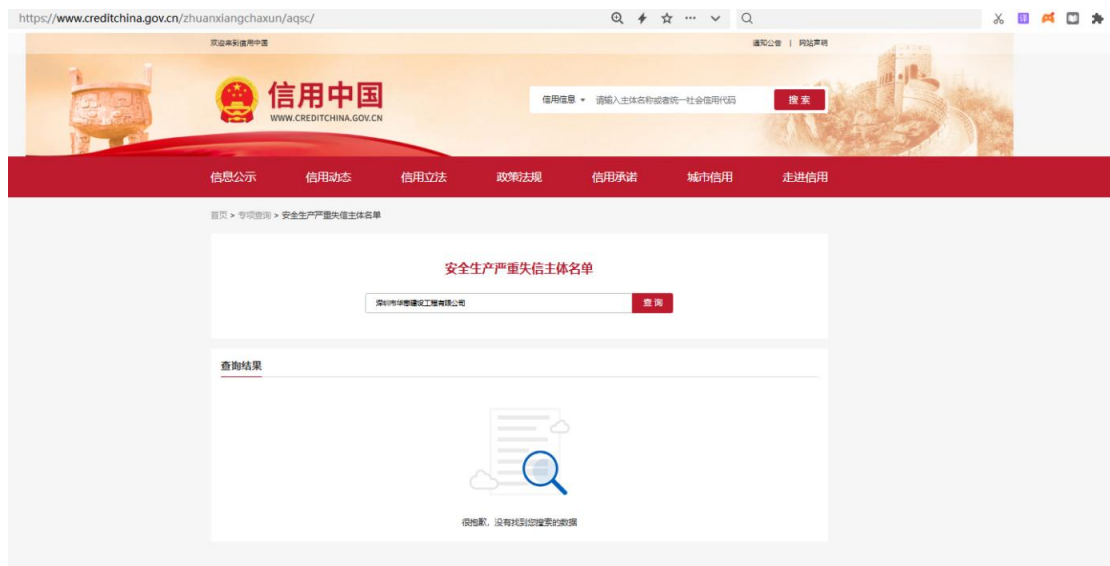 https://www.creditchina.gov.cn/zhuanxiangchaxun/aqsc/
欢迎来到信用中国
通知公告 | 网站声明
信用中国
WWW.CREDITCHINA.GOV.CN
信用信息 请输入主体名称或者统一社会信用代码 搜索
信息公示 信用动态 信用立法 政策法规 信用承诺 城市信用 走进信用
首页 > 专项查询 > 安全生产严重失信主体名单
安全生产严重失信主体名单
深圳市华 建设工程有限公司 查询
查询结果
很抱歉，没有找到您搜索的数据